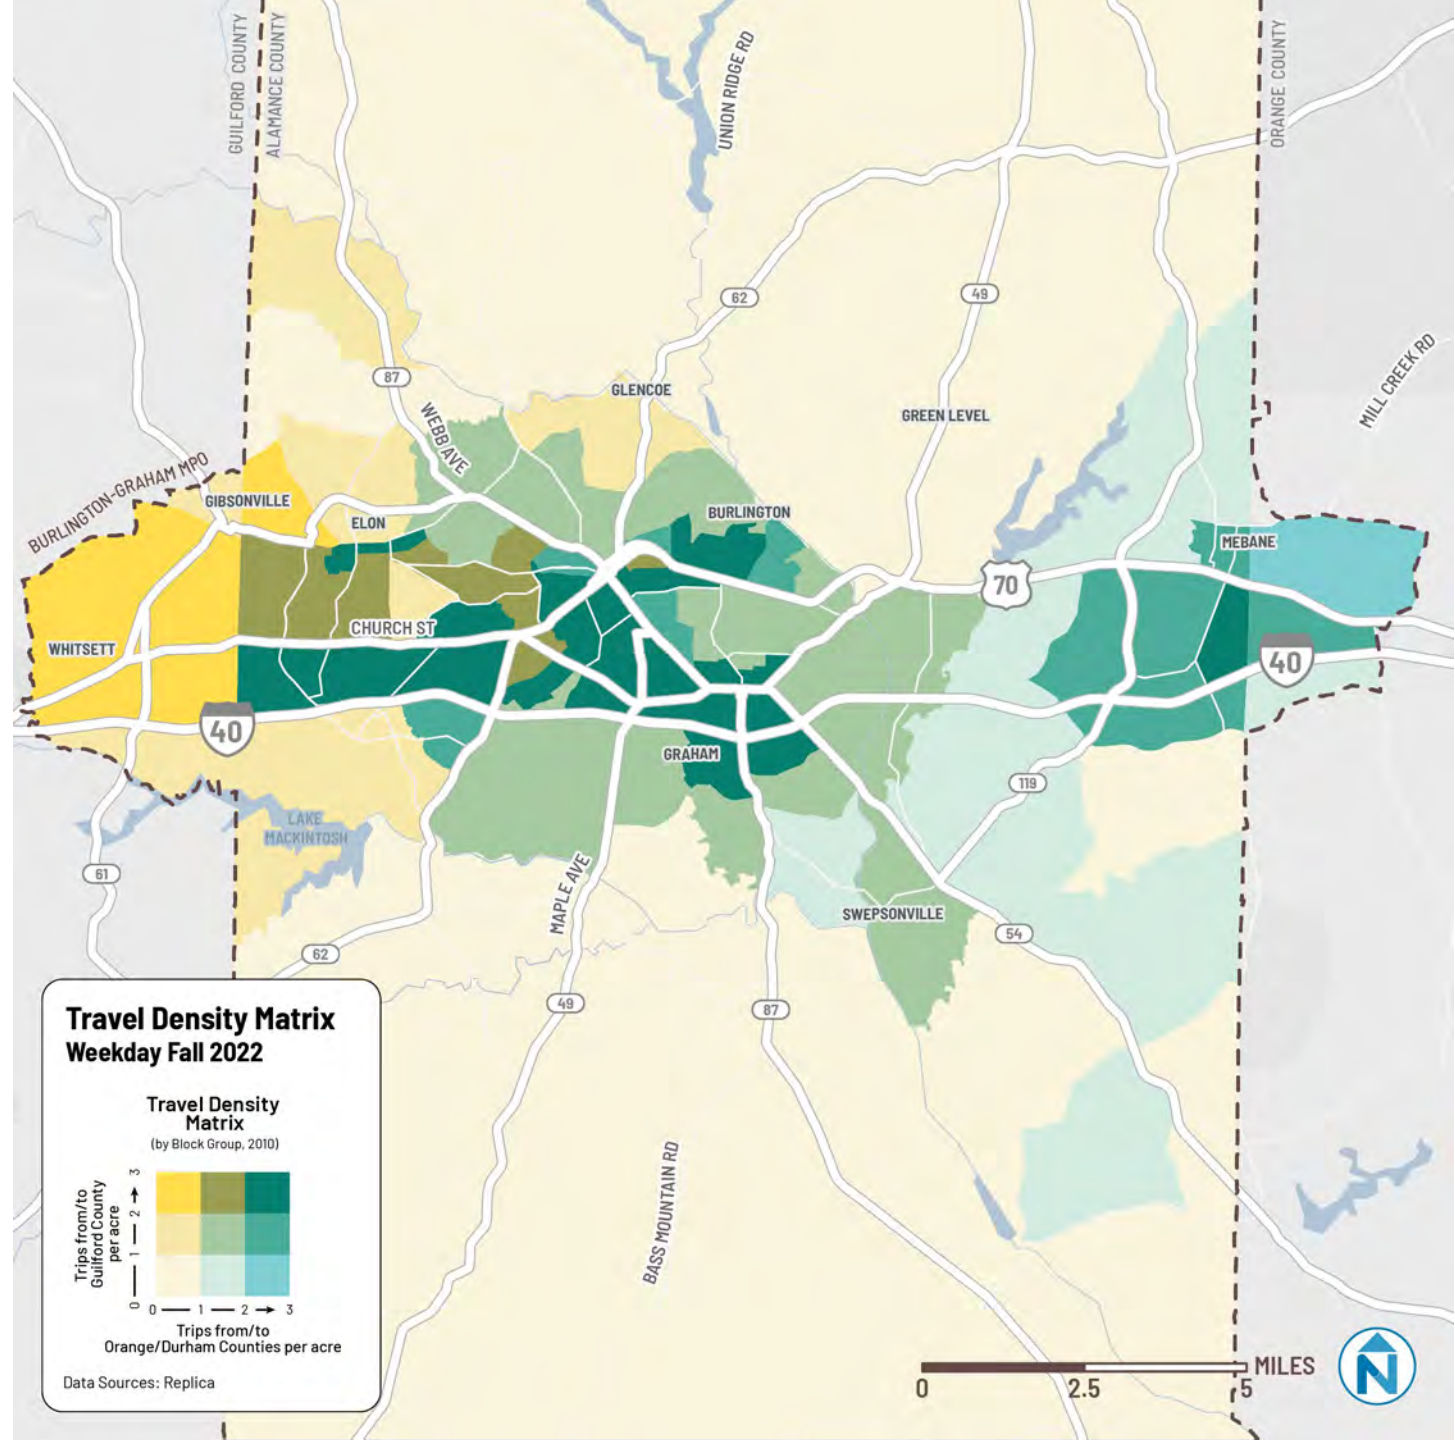 GUILFORD COUNTY
ALAMANCE COUNTY
UNION RIDGE RD
ORANGE COUNTY
62
49
MILL CREEK RD
87
GLENCOE
WEBB AVE
GREEN LEVEL
BURLINGTON-GRAHAM MPO
GIBSONVILLE
ELON
BURLINGTON
MEBANE
70
CHURCH ST
WHITSETT
40
40
GRAHAM
119
LAKE
MACKINTOSH
61
MAPLE AVE
SWEPSONVILLE
54
62
49
87
BASS MOUNTAIN RD
Travel Density Matrix
Weekday Fall 2022
Travel Density
Matrix
(by Block Group, 2010)
Trips from/to
Guilford County
per acre
0 1 2 3
0 1 2 3
Trips from/to
Orange/Durham Counties per acre
Data Sources: Replica
MILES
0 2.5 5
N